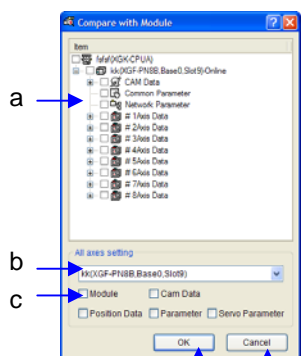 Compare with Module
Item
fsfsf(XGK-CPUA)
kk(XGF-PN8B,Base0,Slot9)-Online
CAM Data
Common Parameter
Network Parameter
a
# 1Axis Data
# 2Axis Data
# 3Axis Data
# 4Axis Data
# 5Axis Data
# 6Axis Data
# 7Axis Data
# 8Axis Data
All axes setting
b
kk(XGF-PN8B,Base0,Slot9)
c
Module Cam Data
Position Data Parameter Servo Parameter
OK Cancel